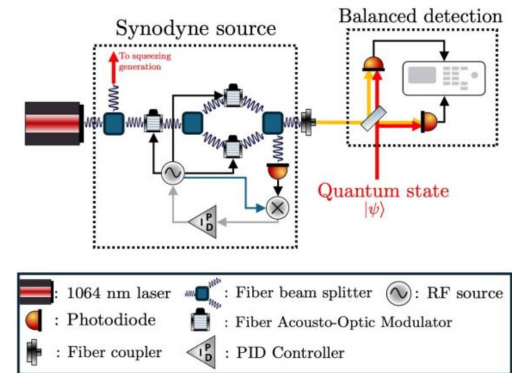 Synodyne source
Balanced detection
To squeezing
generation
P
I
D
Quantum state
|ψ⟩
: 1064 nm laser
: Fiber beam splitter
: RF source
: Photodiode
: Fiber Acousto-Optic Modulator
: Fiber coupler
P
I
D
: PID Controller